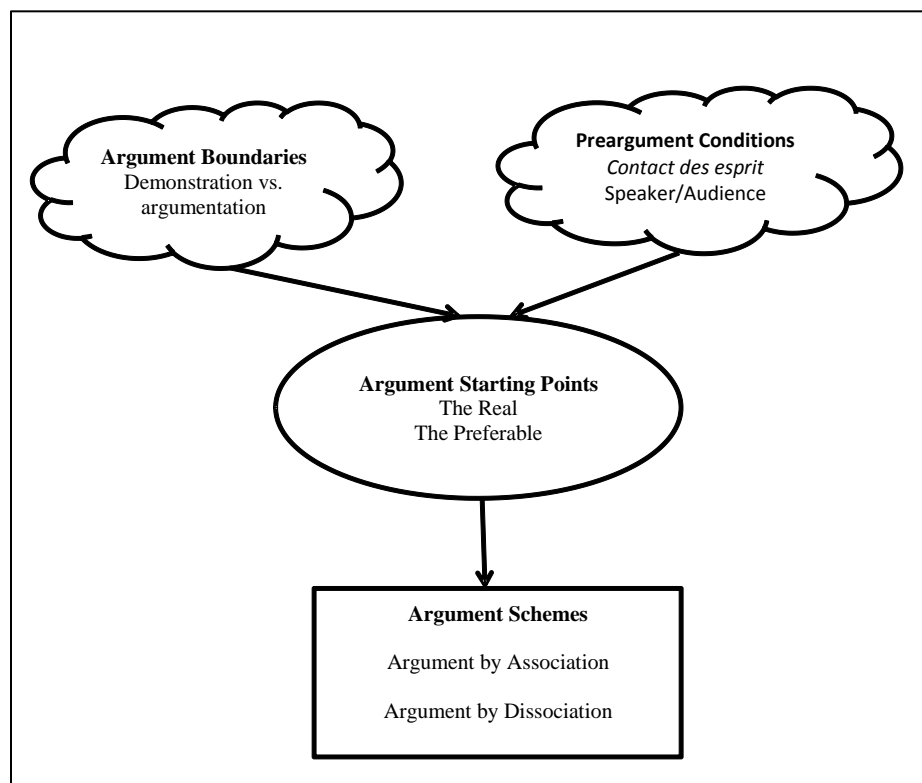 Argument Boundaries
Demonstration vs.
argumentation
Preargument Conditions
Contact des esprit
Speaker/Audience
Argument Starting Points
The Real
The Preferable
Argument Schemes
Argument by Association
Argument by Dissociation